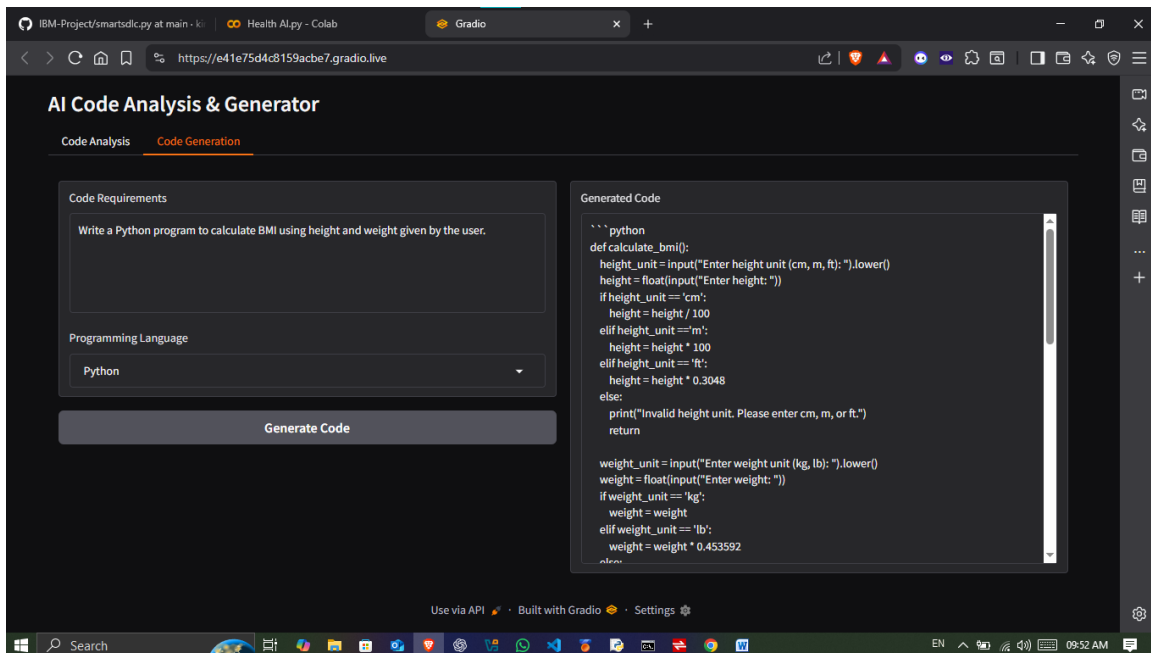 IBM-Project/smartsdlc.py at main · ki
Health AI.py - Colab
Gradio
https://e41e75d4c8159acbe7.gradio.live
AI Code Analysis & Generator
Code Analysis
Code Generation
Code Requirements
Write a Python program to calculate BMI using height and weight given by the user.
Programming Language
Python
Generate Code
Generated Code
```python
def calculate_bmi():
height_unit = input("Enter height unit (cm, m, ft): ").lower()
height = float(input("Enter height: "))
if height_unit == 'cm':
height = height / 100
elif height_unit =='m':
height = height * 100
elif height_unit == 'ft':
height = height * 0.3048
else:
print("Invalid height unit. Please enter cm, m, or ft.")
return
weight_unit = input("Enter weight unit (kg, lb): ").lower()
weight = float(input("Enter weight: "))
if weight_unit == 'kg':
weight = weight
elif weight_unit == 'lb':
weight = weight * 0.453592
else:
Use via API · Built with Gradio · Settings
Search
EN
09:52 AM